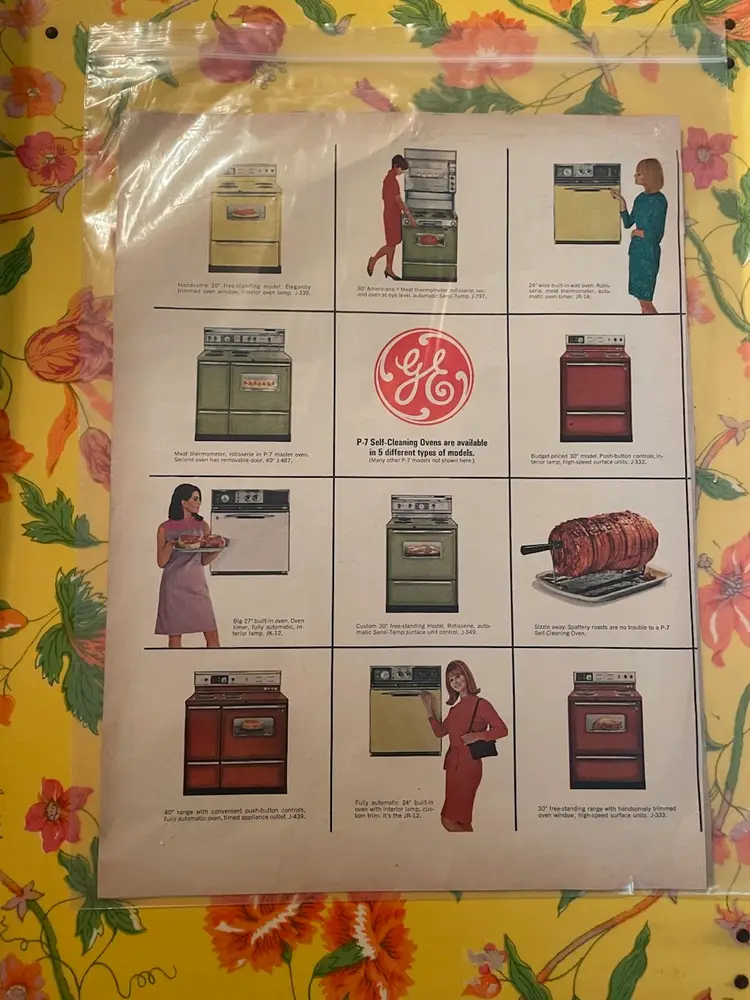 Handsome 30" free-standing model. Elegantly
trimmed oven window, interior oven lamp. J-339.
30" Americana.® Meat thermometer, rotisserie, sec-
ond oven at eye level, automatic Sensi-Temp. J-797.
24" wide built-in wall oven. Rotis-
serie, meat thermometer, auto-
matic oven timer. JR-18.
Meat thermometer, rotisserie in P-7 master oven.
Second oven has removable door. 40" J-487.
GE
P-7 Self-Cleaning Ovens are available
in 5 different types of models.
(Many other P-7 models not shown here.)
Budget-priced 30" model. Push-button controls, in-
terior lamp, high-speed surface units. J-332.
Big 27" built-in oven. Oven
timer, fully automatic, in-
terior lamp. JK-12.
Custom 30" free-standing model. Rotisserie, auto-
matic Sensi-Temp surface unit control. J-349.
Sizzle away. Spattery roasts are no trouble to a P-7
Self-Cleaning Oven.
40" range with convenient push-button controls,
fully automatic oven, timed appliance outlet. J-439.
Fully automatic 24" built-in
oven with interior lamp, cus-
tom trim. It's the JR-12.
30" free-standing range with handsomely trimmed
oven window, high-speed surface units. J-333.